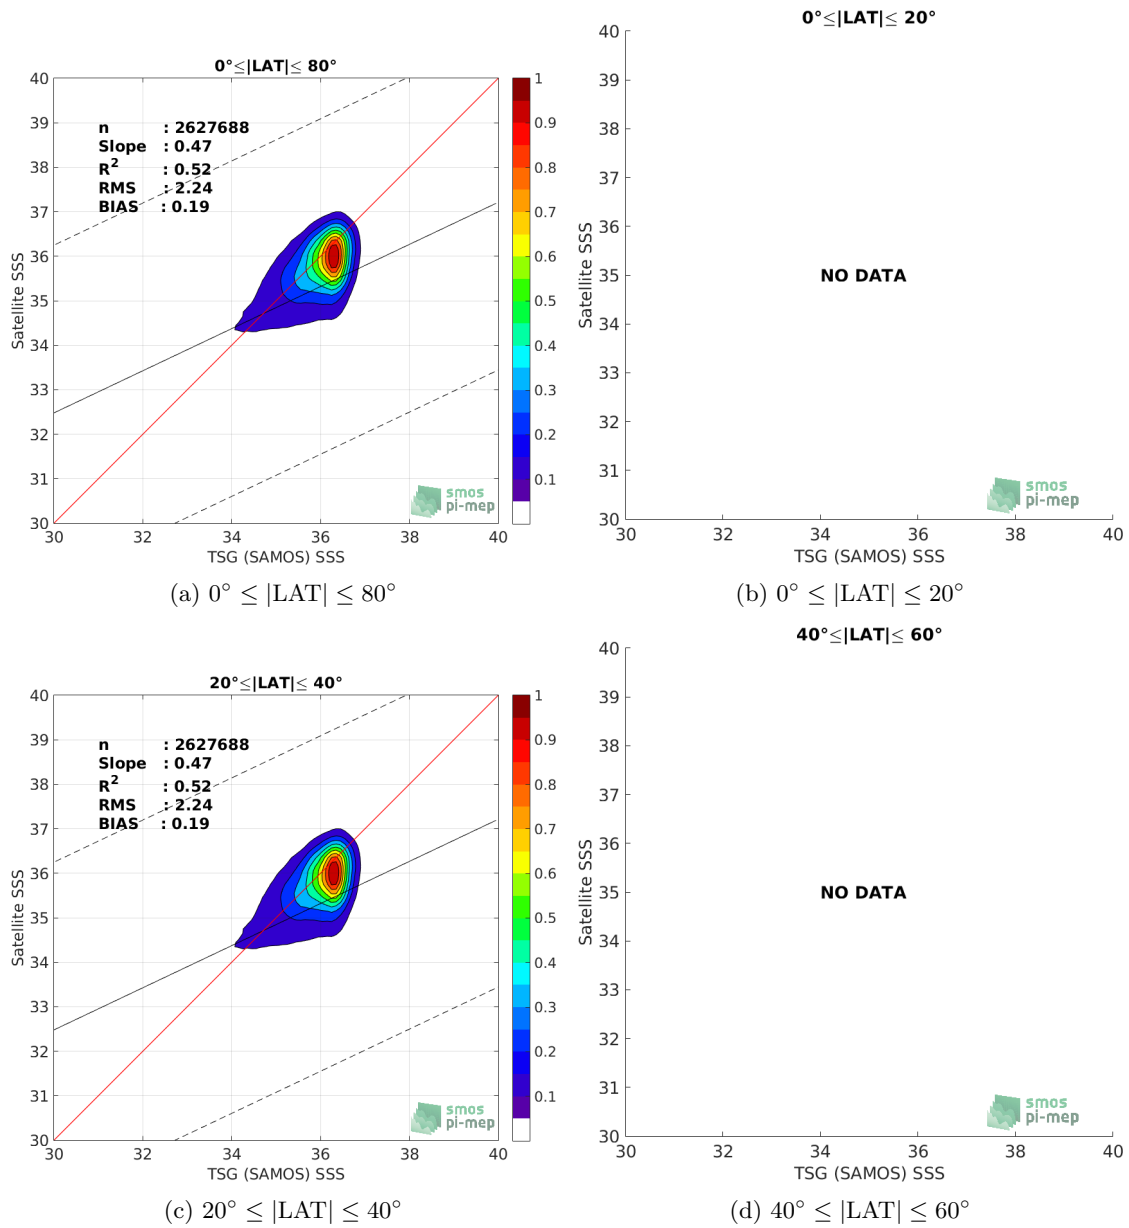 0°≤|LAT|≤ 80°
40
39
38
37
36
35
34
33
32
31
30
Satellite SSS
n : 2627688
Slope : 0.47
R2 : 0.52
RMS : 2.24
BIAS : 0.19
smos
pi-mep
30 32 34 36 38 40
TSG (SAMOS) SSS
1
0.9
0.8
0.7
0.6
0.5
0.4
0.3
0.2
0.1
(a) 0° ≤ |LAT| ≤ 80°
0°≤|LAT|≤ 20°
40
39
38
37
36
35
34
33
32
31
30
Satellite SSS
NO DATA
smos
pi-mep
30 32 34 36 38 40
TSG (SAMOS) SSS
(b) 0° ≤ |LAT| ≤ 20°
20°≤|LAT|≤ 40°
40
39
38
37
36
35
34
33
32
31
30
Satellite SSS
n : 2627688
Slope : 0.47
R2 : 0.52
RMS : 2.24
BIAS : 0.19
smos
pi-mep
30 32 34 36 38 40
TSG (SAMOS) SSS
1
0.9
0.8
0.7
0.6
0.5
0.4
0.3
0.2
0.1
(c) 20° ≤ |LAT| ≤ 40°
40°≤|LAT|≤ 60°
40
39
38
37
36
35
34
33
32
31
30
Satellite SSS
NO DATA
smos
pi-mep
30 32 34 36 38 40
TSG (SAMOS) SSS
(d) 40° ≤ |LAT| ≤ 60°